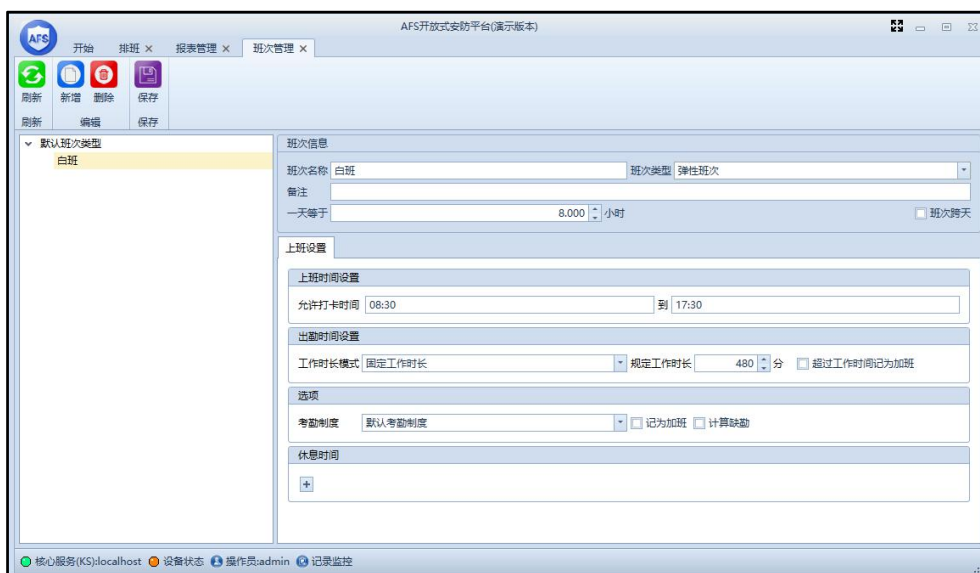 AFS开放式安防平台(演示版本)
AFS
开始 排班 报表管理 班次管理
刷新 新增 删除 保存
刷新 编辑 保存
默认班次类型
白班
班次信息
班次名称 白班 班次类型 弹性班次
备注
一天等于 8.000 小时 班次跨天
上班设置
上班时间设置
允许打卡时间 08:30 到 17:30
出勤时间设置
工作时长模式 固定工作时长 规定工作时长 480 分 超过工作时间记为加班
选项
考勤制度 默认考勤制度 记为加班 计算缺勤
休息时间
核心服务(KS):localhost 设备状态 操作员:admin 记录监控